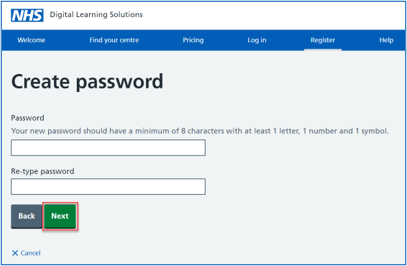 NHS Digital Learning Solutions
Welcome Find your centre Pricing Log in Register Help
Create password
Password
Your new password should have a minimum of 8 characters with at least 1 letter, 1 number and 1 symbol.
Re-type password
Back Next
Cancel